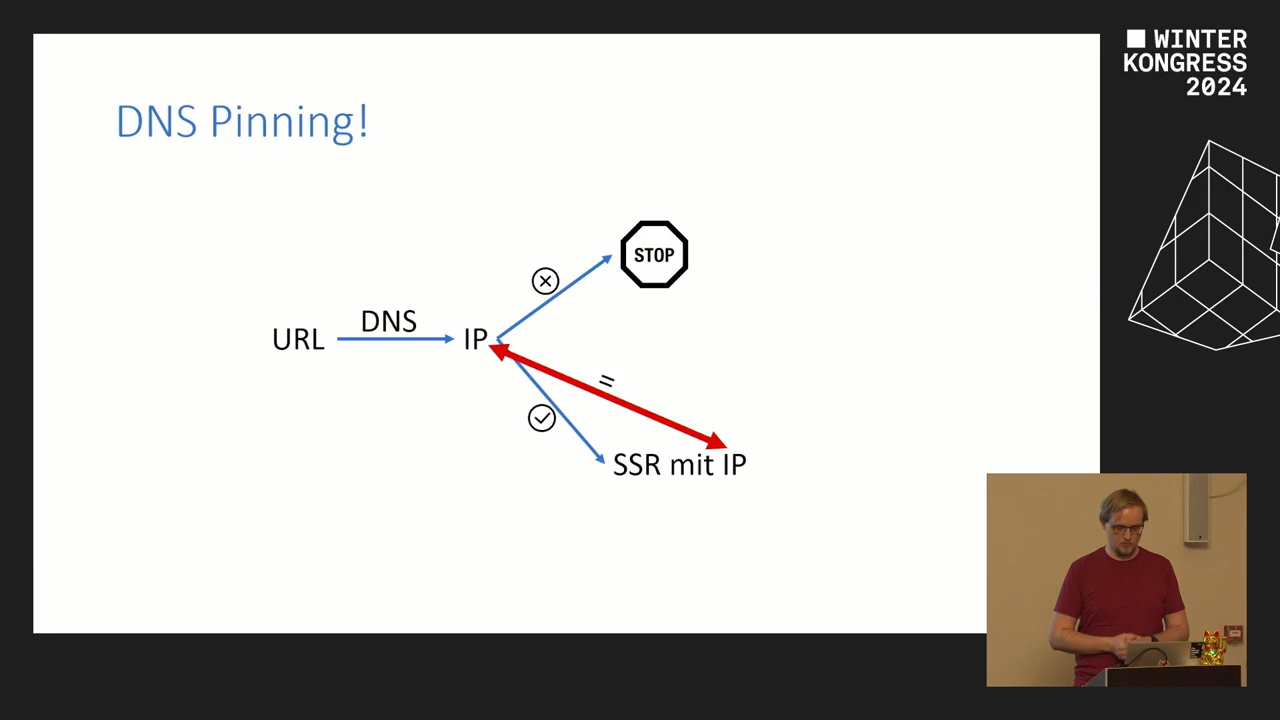 WINTER
KONGRESS
2024
DNS Pinning!
STOP
DNS
URL
IP
=
SSR mit IP